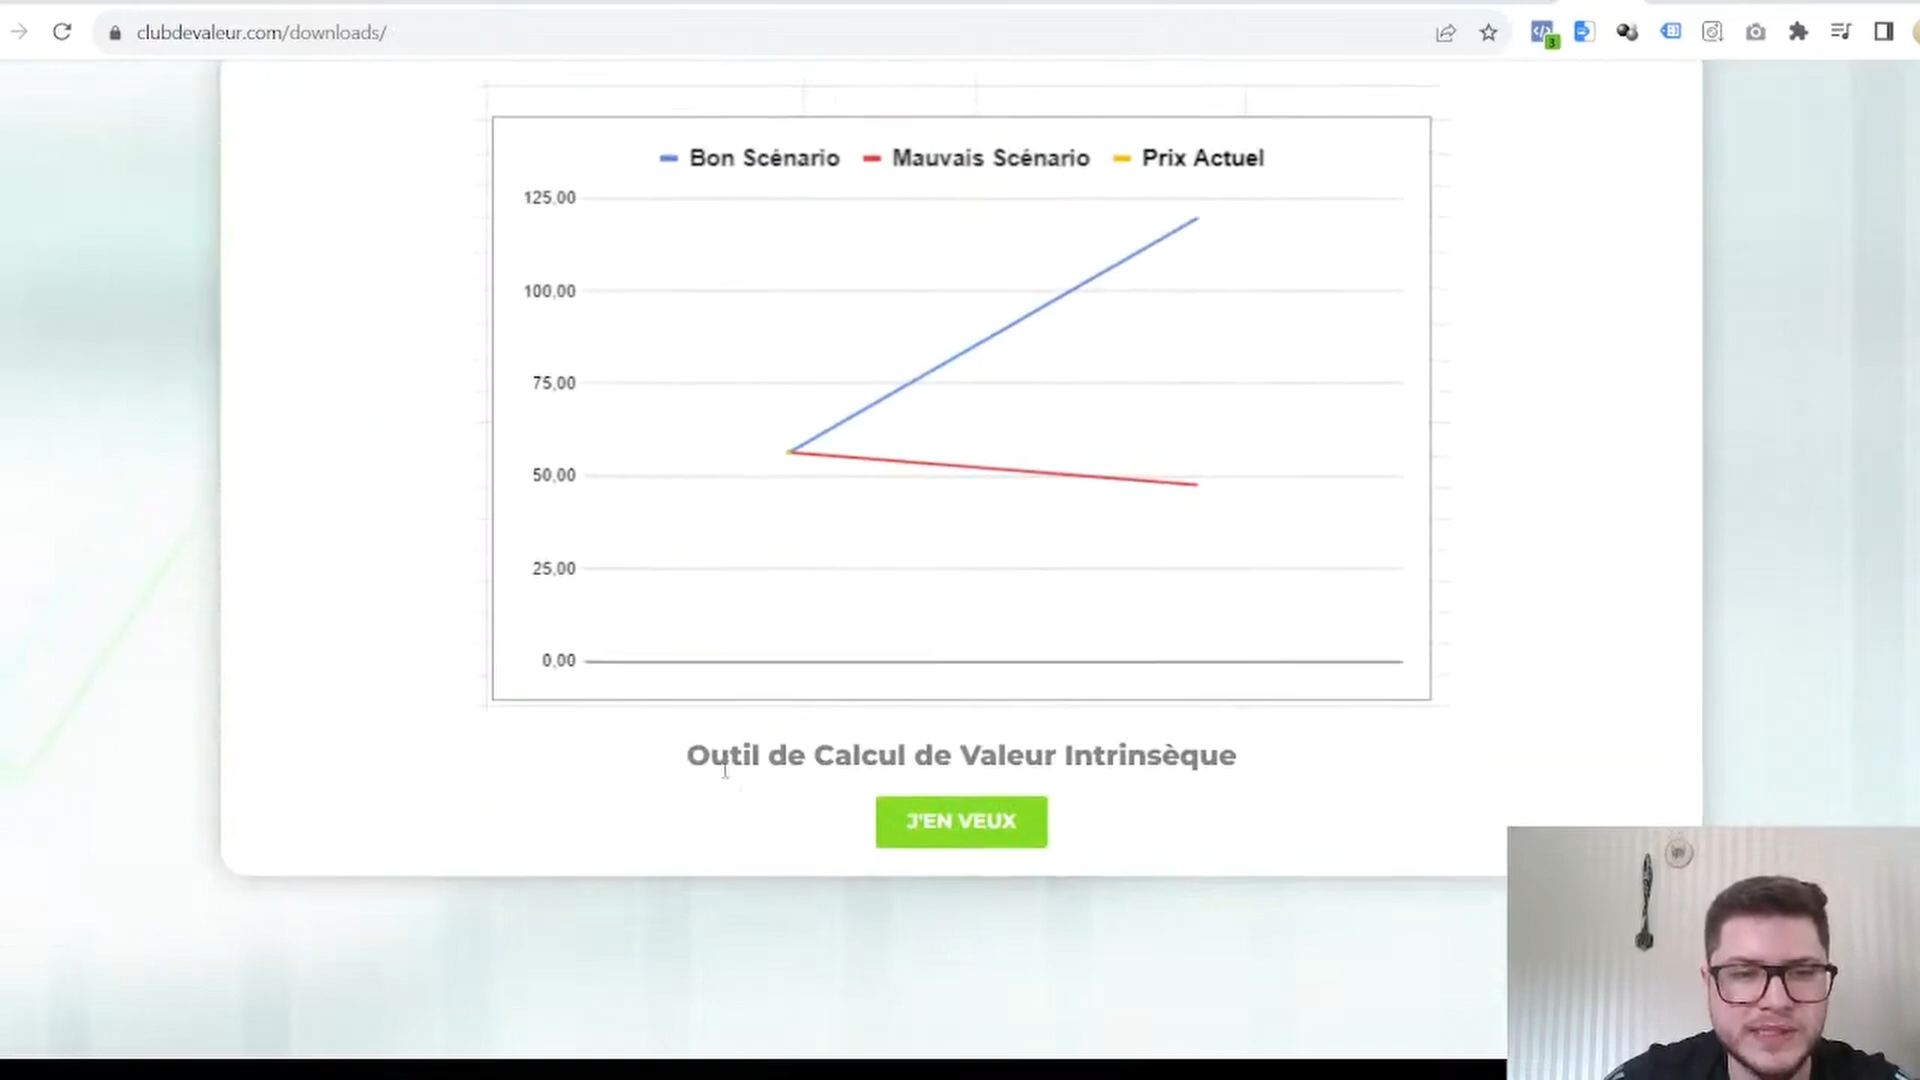 clubdevaleur.com/downloads/
3
Bon Scénario Mauvais Scénario Prix Actuel
125,00
100,00
75,00
50,00
25,00
0,00
Outil de Calcul de Valeur Intrinsèque
J'EN VEUX